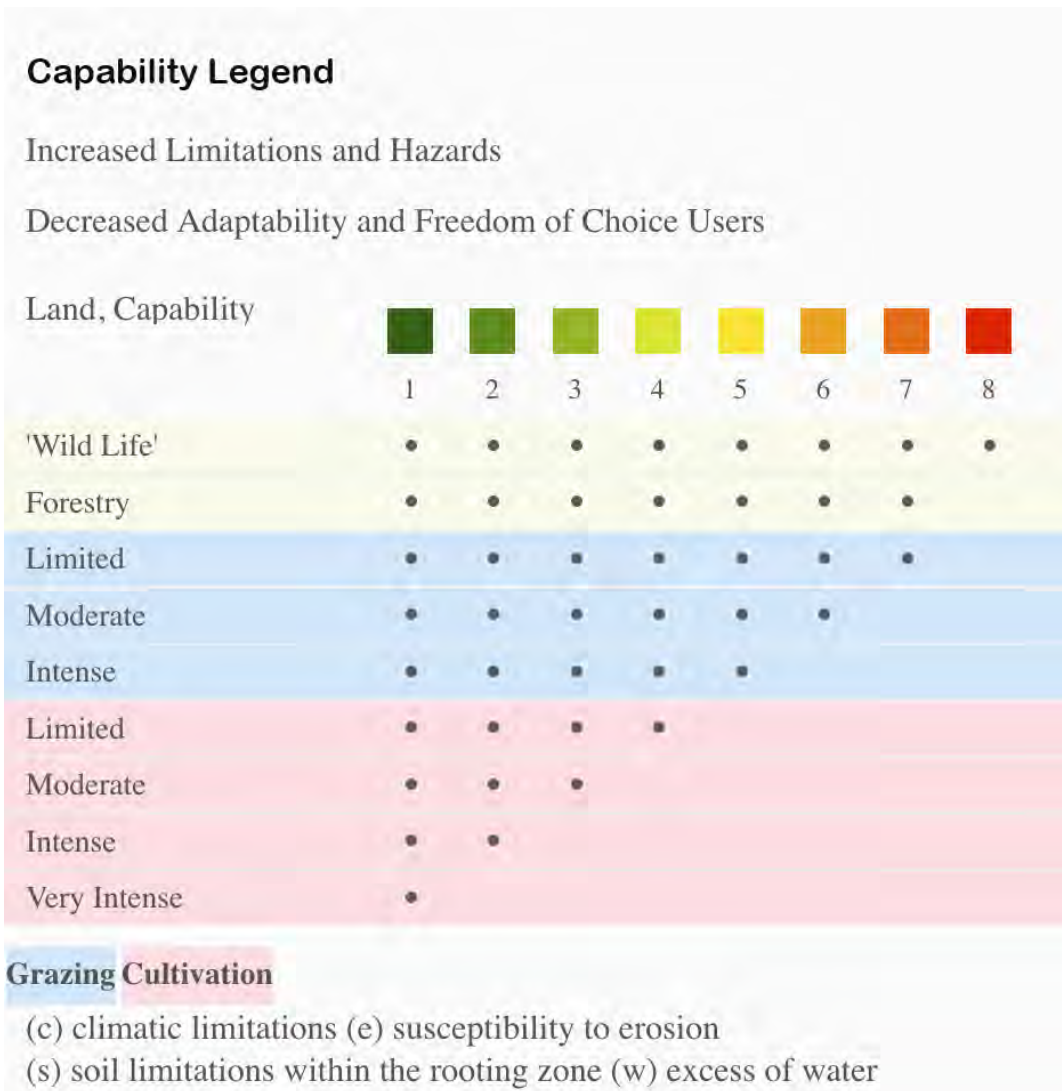 Capability Legend
Increased Limitations and Hazards
Decreased Adaptability and Freedom of Choice Users
Land, Capability
1 2 3 4 5 6 7 8
'Wild Life' • • • • • • • •
Forestry • • • • • • •
Limited • • • • • • •
Moderate • • • • • •
Intense • • • • •
Limited • • • •
Moderate • • •
Intense • •
Very Intense •
Grazing Cultivation
(c) climatic limitations (e) susceptibility to erosion
(s) soil limitations within the rooting zone (w) excess of water